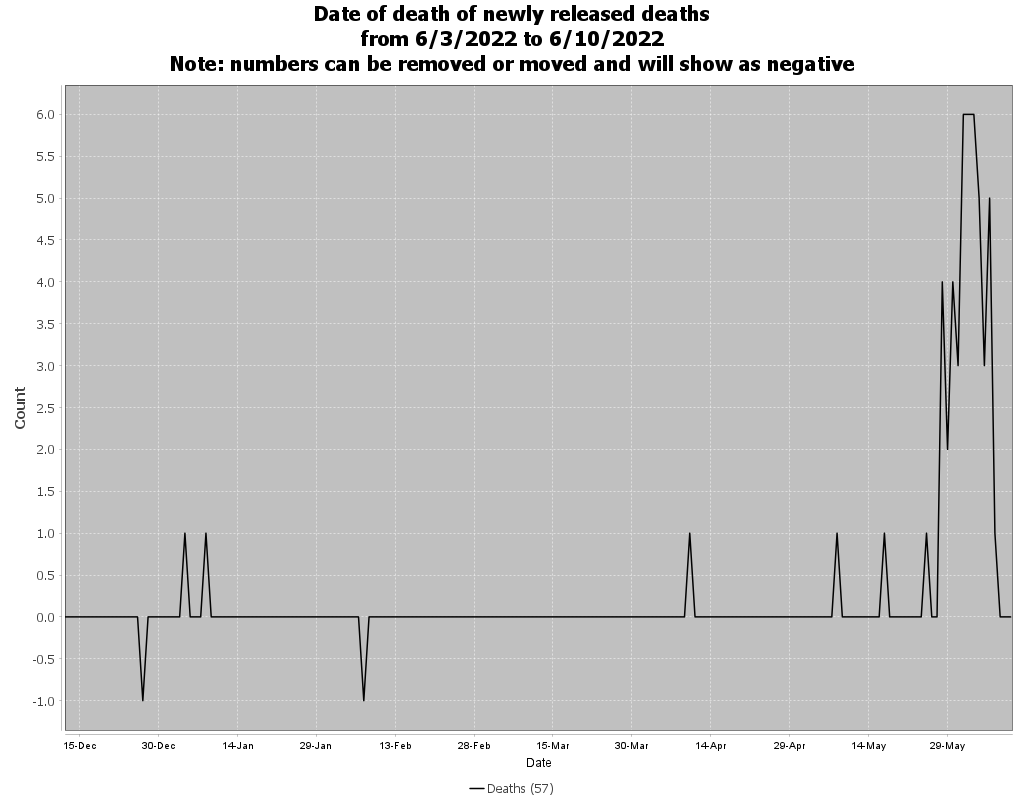 Date of death of newly released deaths
from 6/3/2022 to 6/10/2022
Note: numbers can be removed or moved and will show as negative
6.0
5.5
5.0
4.5
4.0
3.5
3.0
2.5
2.0
1.5
1.0
0.5
0.0
-0.5
-1.0
Count
15-Dec 30-Dec 14-Jan 29-Jan 13-Feb 28-Feb 15-Mar 30-Mar 14-Apr 29-Apr 14-May 29-May
Date
Deaths (57)